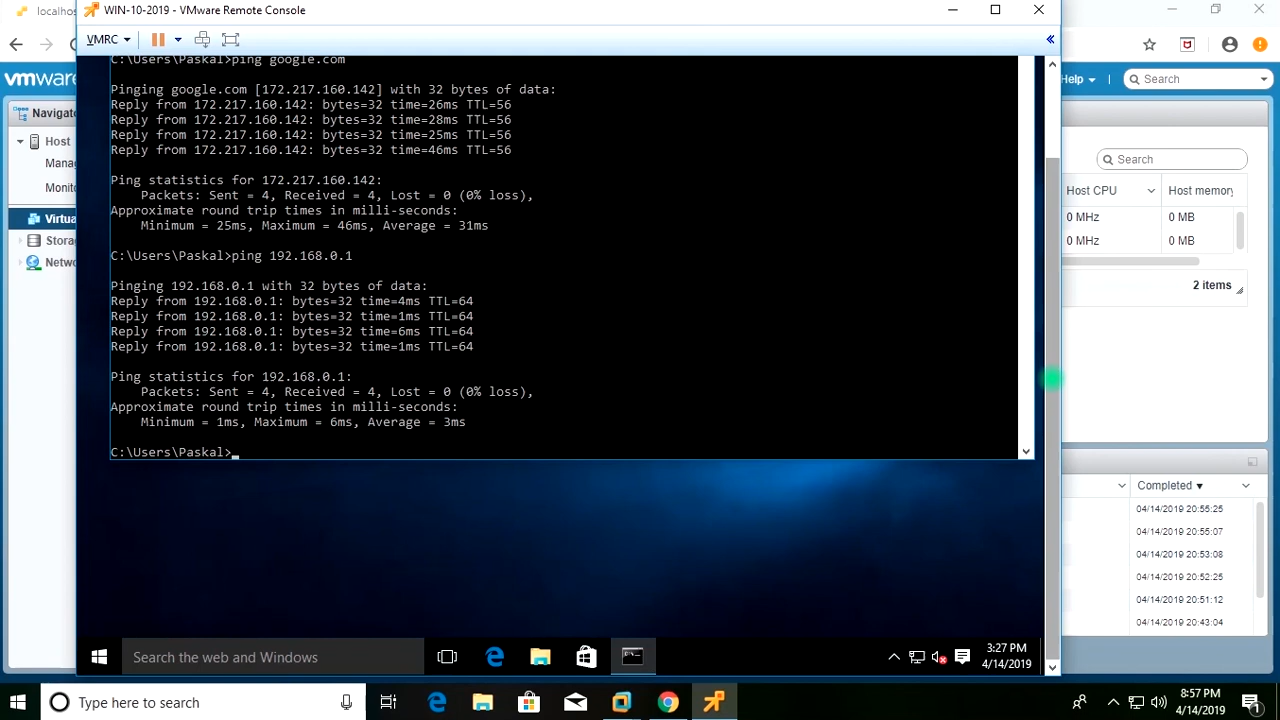 localhos
WIN-10-2019 - VMware Remote Console
VMRC
vmware
Help
Search
Navigator
Host
Manage
Monitor
Virtua
Storag
Netwo
C:\Users\Paskal>ping google.com
Pinging google.com [172.217.160.142] with 32 bytes of data:
Reply from 172.217.160.142: bytes=32 time=26ms TTL=56
Reply from 172.217.160.142: bytes=32 time=28ms TTL=56
Reply from 172.217.160.142: bytes=32 time=25ms TTL=56
Reply from 172.217.160.142: bytes=32 time=46ms TTL=56
Ping statistics for 172.217.160.142:
Packets: Sent = 4, Received = 4, Lost = 0 (0% loss),
Approximate round trip times in milli-seconds:
Minimum = 25ms, Maximum = 46ms, Average = 31ms
C:\Users\Paskal>ping 192.168.0.1
Pinging 192.168.0.1 with 32 bytes of data:
Reply from 192.168.0.1: bytes=32 time=4ms TTL=64
Reply from 192.168.0.1: bytes=32 time=1ms TTL=64
Reply from 192.168.0.1: bytes=32 time=6ms TTL=64
Reply from 192.168.0.1: bytes=32 time=1ms TTL=64
Ping statistics for 192.168.0.1:
Packets: Sent = 4, Received = 4, Lost = 0 (0% loss),
Approximate round trip times in milli-seconds:
Minimum = 1ms, Maximum = 6ms, Average = 3ms
C:\Users\Paskal>
Search
Host CPU Host memory
0 MHz 0 MB
0 MHz 0 MB
2 items
Completed
04/14/2019 20:55:25
04/14/2019 20:55:07
04/14/2019 20:53:08
04/14/2019 20:52:25
04/14/2019 20:51:12
04/14/2019 20:43:04
Search the web and Windows
3:27 PM
4/14/2019
Type here to search
8:57 PM
4/14/2019
1